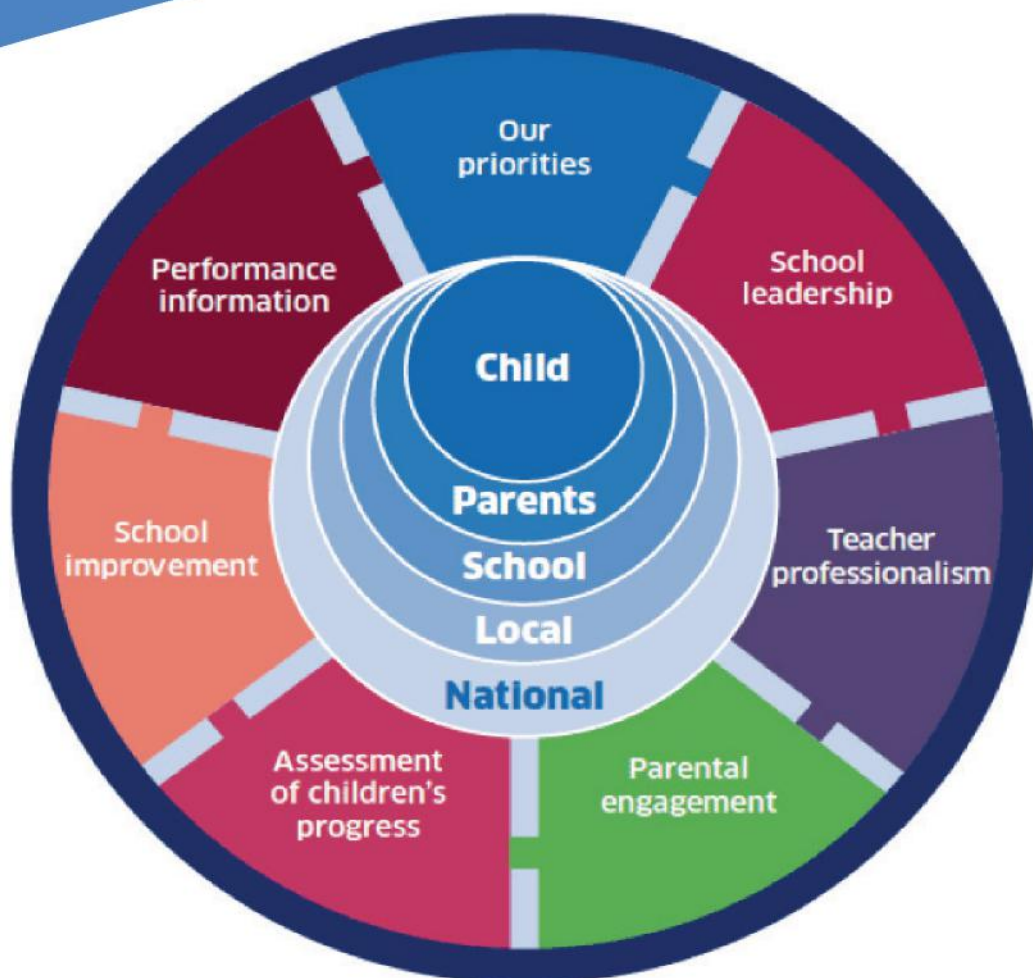 Our
priorities
School
leadership
Teacher
professionalism
Parental
engagement
Assessment
of children's
progress
School
improvement
Performance
information
Child
Parents
School
Local
National